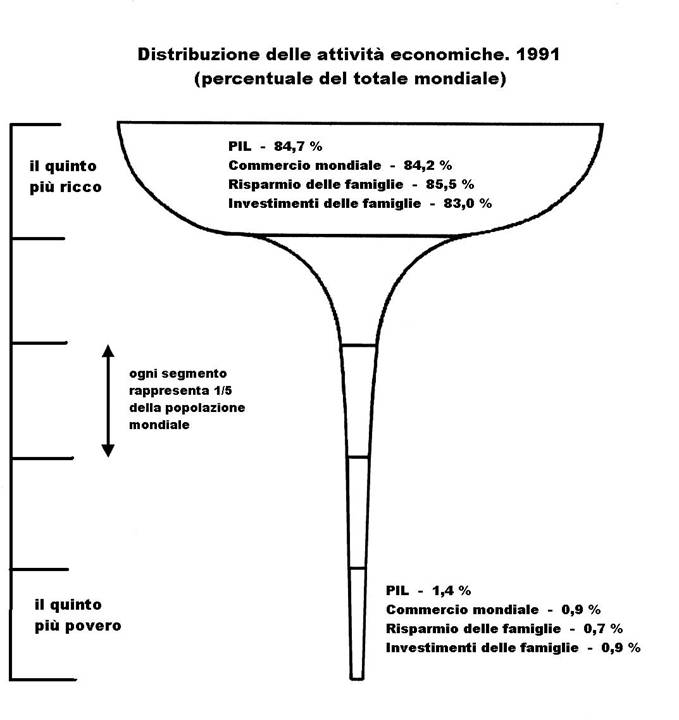 Distribuzione delle attività economiche. 1991
(percentuale del totale mondiale)
il quinto
più ricco
PIL - 84,7 %
Commercio mondiale - 84,2 %
Risparmio delle famiglie - 85,5 %
Investimenti delle famiglie - 83,0 %
ogni segmento
rappresenta 1/5
della popolazione
mondiale
il quinto
più povero
PIL - 1,4 %
Commercio mondiale - 0,9 %
Risparmio delle famiglie - 0,7 %
Investimenti delle famiglie - 0,9 %